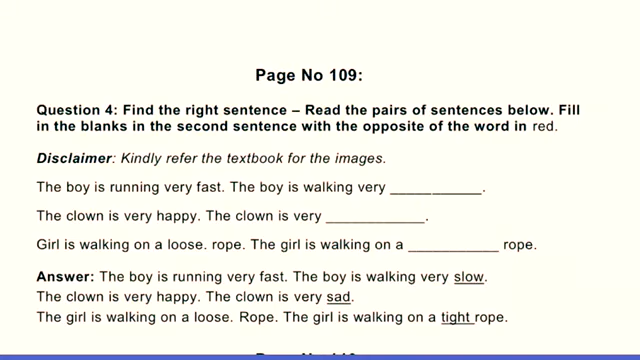 Page No 109:
Question 4: Find the right sentence – Read the pairs of sentences below. Fill
in the blanks in the second sentence with the opposite of the word in red.
Disclaimer: Kindly refer the textbook for the images.
The boy is running very fast. The boy is walking very ___________.
The clown is very happy. The clown is very ____________.
Girl is walking on a loose. rope. The girl is walking on a ___________ rope.
Answer: The boy is running very fast. The boy is walking very slow.
The clown is very happy. The clown is very sad.
The girl is walking on a loose. Rope. The girl is walking on a tight rope.